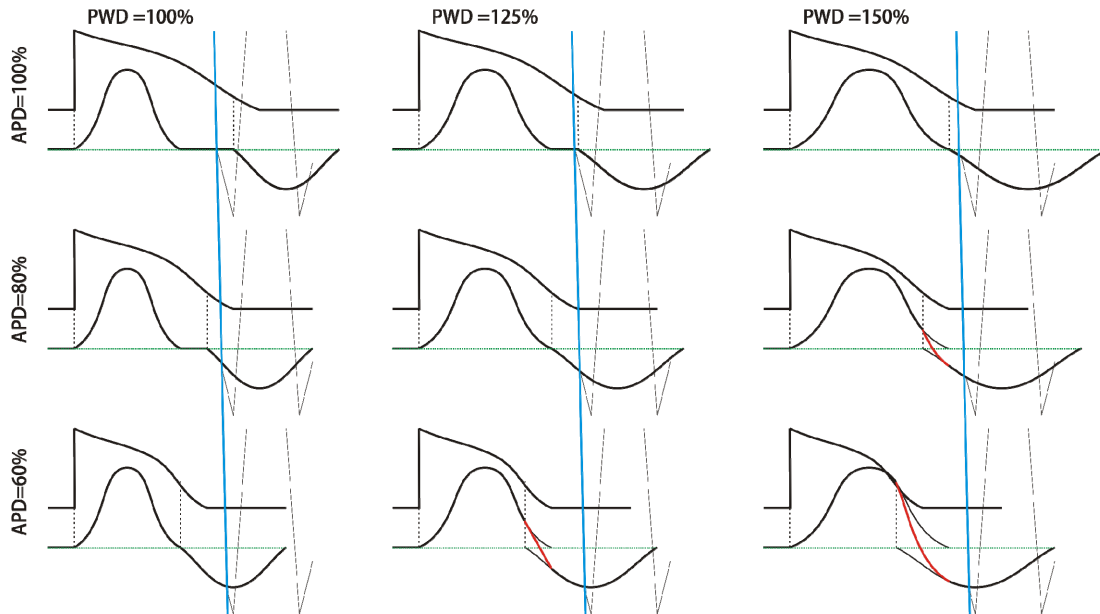 PWD =100%
PWD =125%
PWD =150%
APD=100%
APD=80%
APD=60%